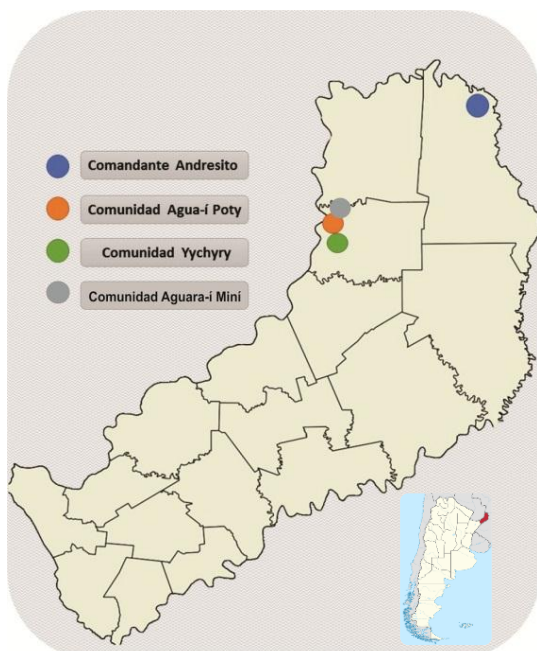 Comandante Andresito
Comunidad Agua-í Poty
Comunidad Yychyry
Comunidad Aguara-í Miní